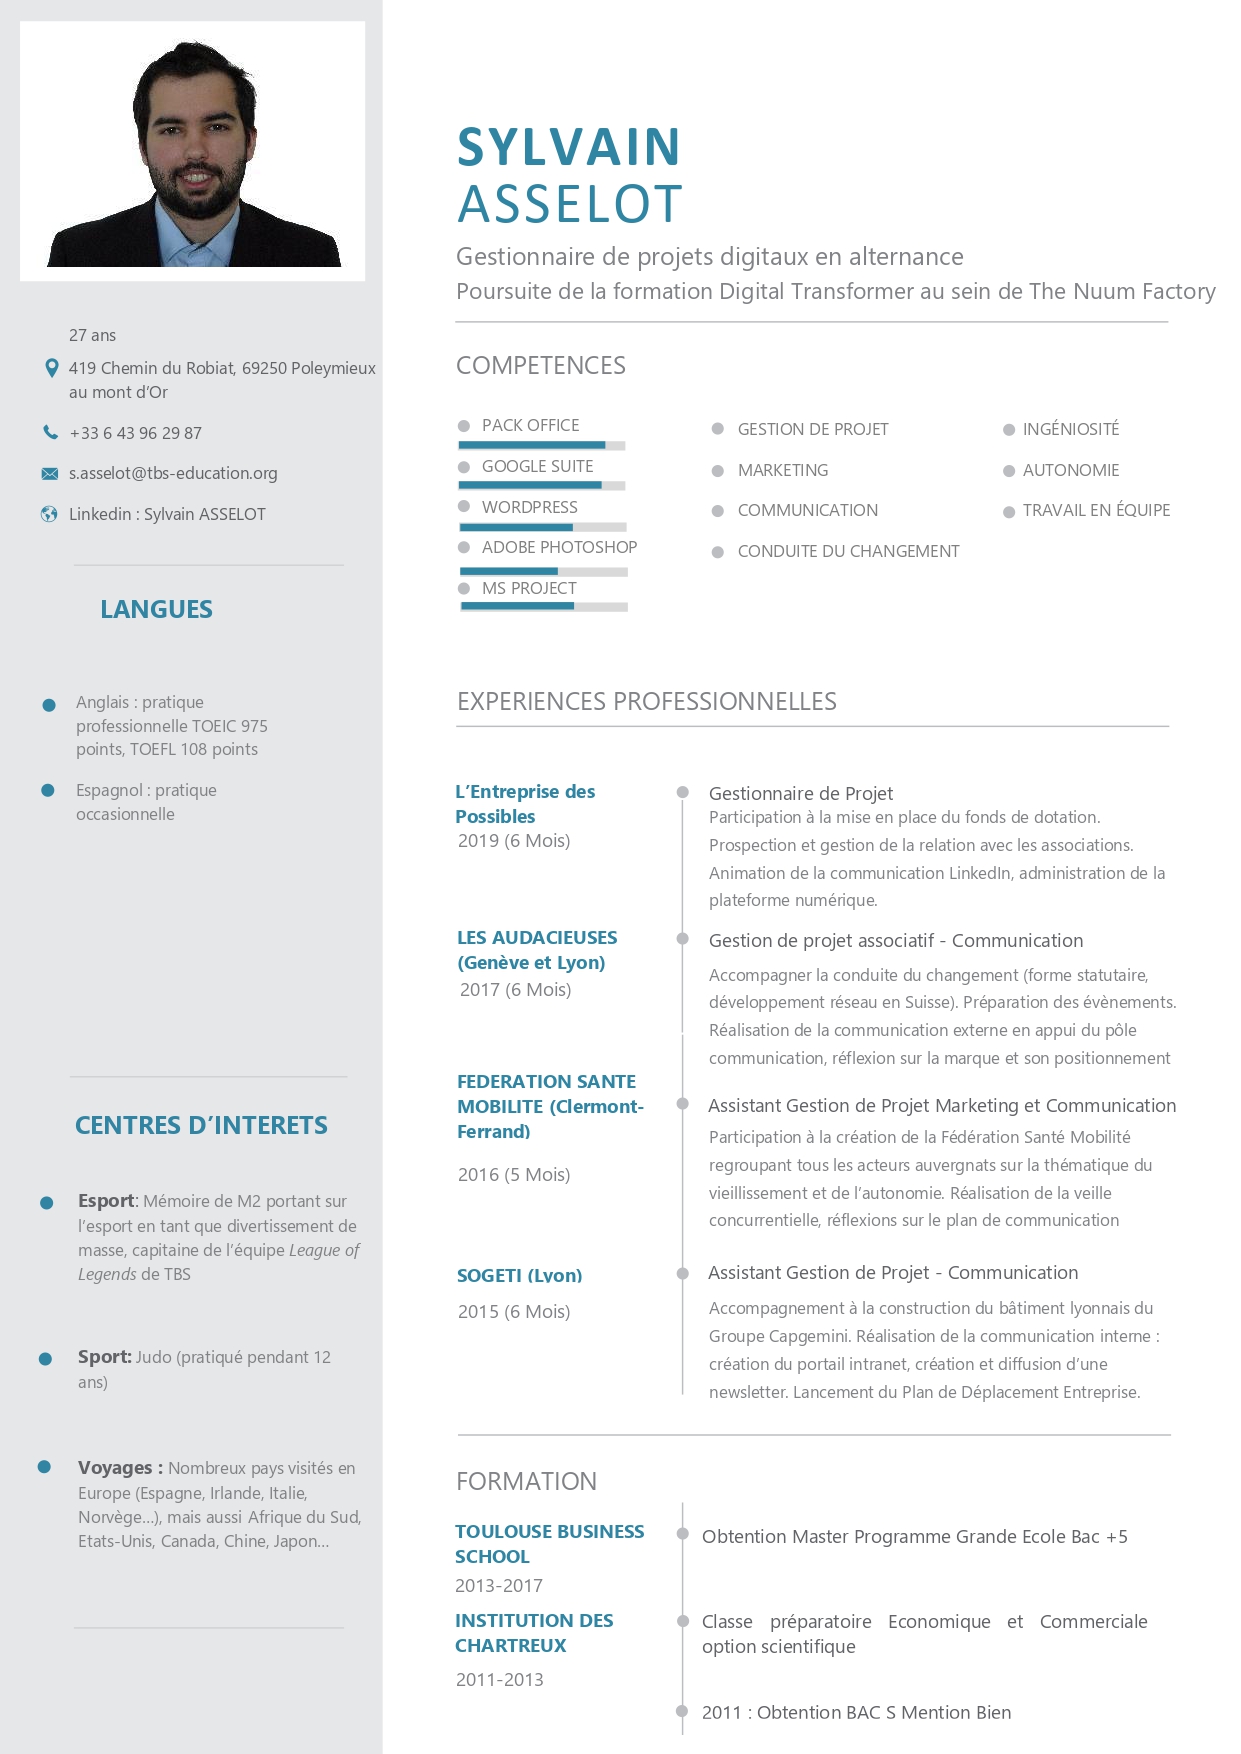 SYLVAIN
ASSELOT
Gestionnaire de projets digitaux en alternance
Poursuite de la formation Digital Transformer au sein de The Nuum Factory
27 ans
419 Chemin du Robiat, 69250 Poleymieux
au mont d’Or
+33 6 43 96 29 87
s.asselot@tbs-education.org
Linkedin : Sylvain ASSELOT
LANGUES
Anglais : pratique
professionnelle TOEIC 975
points, TOEFL 108 points
Espagnol : pratique
occasionnelle
CENTRES D’INTERETS
Esport: Mémoire de M2 portant sur
l’esport en tant que divertissement de
masse, capitaine de l’équipe League of
Legends de TBS
Sport: Judo (pratiqué pendant 12
ans)
Voyages : Nombreux pays visités en
Europe (Espagne, Irlande, Italie,
Norvège…), mais aussi Afrique du Sud,
Etats-Unis, Canada, Chine, Japon…
COMPETENCES
PACK OFFICE
GOOGLE SUITE
WORDPRESS
ADOBE PHOTOSHOP
MS PROJECT
GESTION DE PROJET
MARKETING
COMMUNICATION
CONDUITE DU CHANGEMENT
INGÉNIOSITÉ
AUTONOMIE
TRAVAIL EN ÉQUIPE
EXPERIENCES PROFESSIONNELLES
L’Entreprise des
Possibles
2019 (6 Mois)
Gestionnaire de Projet
Participation à la mise en place du fonds de dotation.
Prospection et gestion de la relation avec les associations.
Animation de la communication LinkedIn, administration de la
plateforme numérique.
LES AUDACIEUSES
(Genève et Lyon)
2017 (6 Mois)
Gestion de projet associatif - Communication
Accompagner la conduite du changement (forme statutaire,
développement réseau en Suisse). Préparation des évènements.
Réalisation de la communication externe en appui du pôle
communication, réflexion sur la marque et son positionnement
FEDERATION SANTE
MOBILITE (Clermont-
Ferrand)
2016 (5 Mois)
Assistant Gestion de Projet Marketing et Communication
Participation à la création de la Fédération Santé Mobilité
regroupant tous les acteurs auvergnats sur la thématique du
vieillissement et de l’autonomie. Réalisation de la veille
concurrentielle, réflexions sur le plan de communication
SOGETI (Lyon)
2015 (6 Mois)
Assistant Gestion de Projet - Communication
Accompagnement à la construction du bâtiment lyonnais du
Groupe Capgemini. Réalisation de la communication interne :
création du portail intranet, création et diffusion d’une
newsletter. Lancement du Plan de Déplacement Entreprise.
FORMATION
TOULOUSE BUSINESS
SCHOOL
2013-2017
Obtention Master Programme Grande Ecole Bac +5
INSTITUTION DES
CHARTREUX
2011-2013
Classe préparatoire Economique et Commerciale
option scientifique
2011 : Obtention BAC S Mention Bien